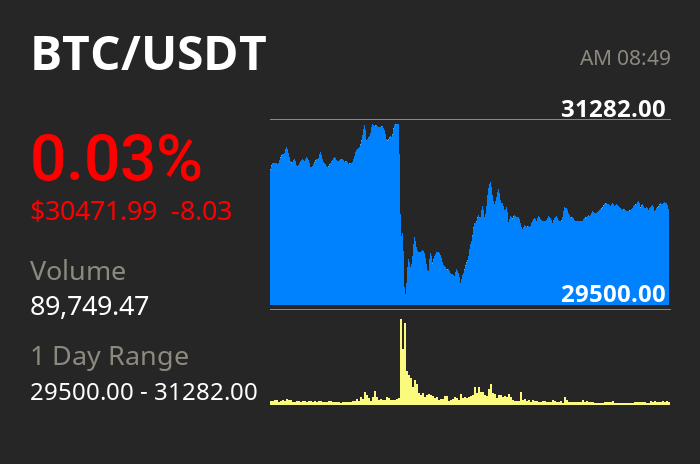 BTC/USDT
AM 08:49
31282.00
0.03%
$30471.99 -8.03
Volume
89,749.47
29500.00
1 Day Range
29500.00 - 31282.00